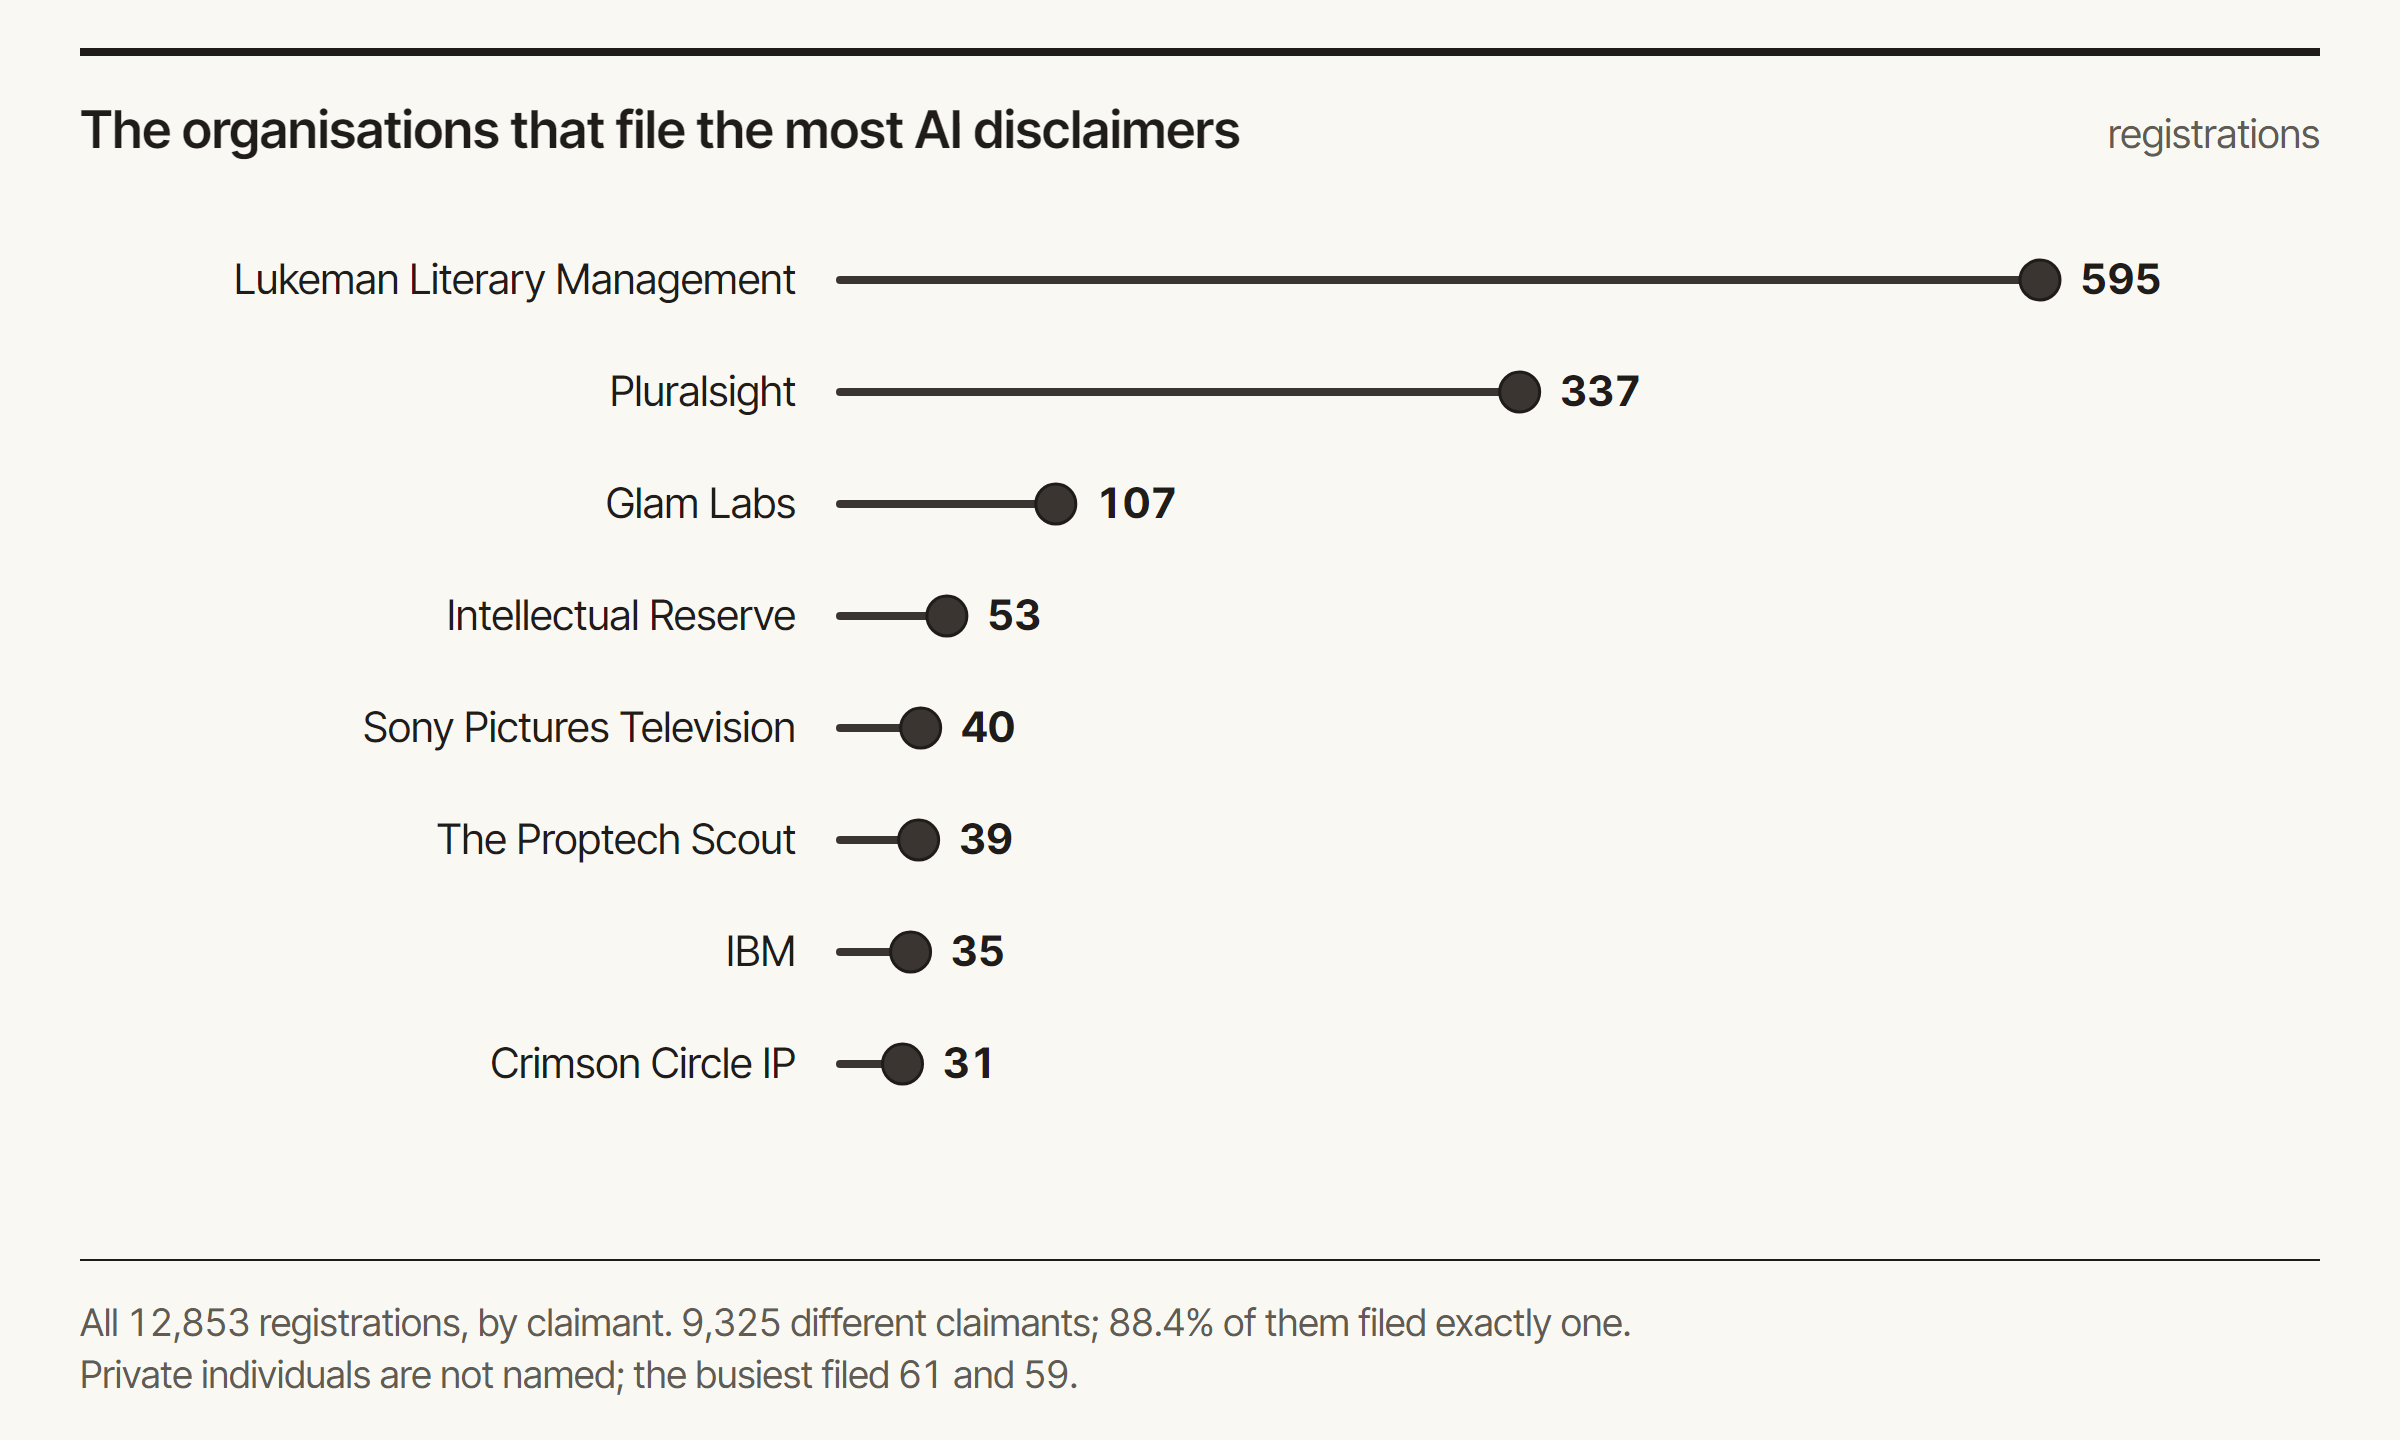 The organisations that file the most AI disclaimers
registrations
Lukeman Literary Management 595
Pluralsight 337
Glam Labs 107
Intellectual Reserve 53
Sony Pictures Television 40
The Proptech Scout 39
IBM 35
Crimson Circle IP 31
All 12,853 registrations, by claimant. 9,325 different claimants; 88.4% of them filed exactly one.
Private individuals are not named; the busiest filed 61 and 59.